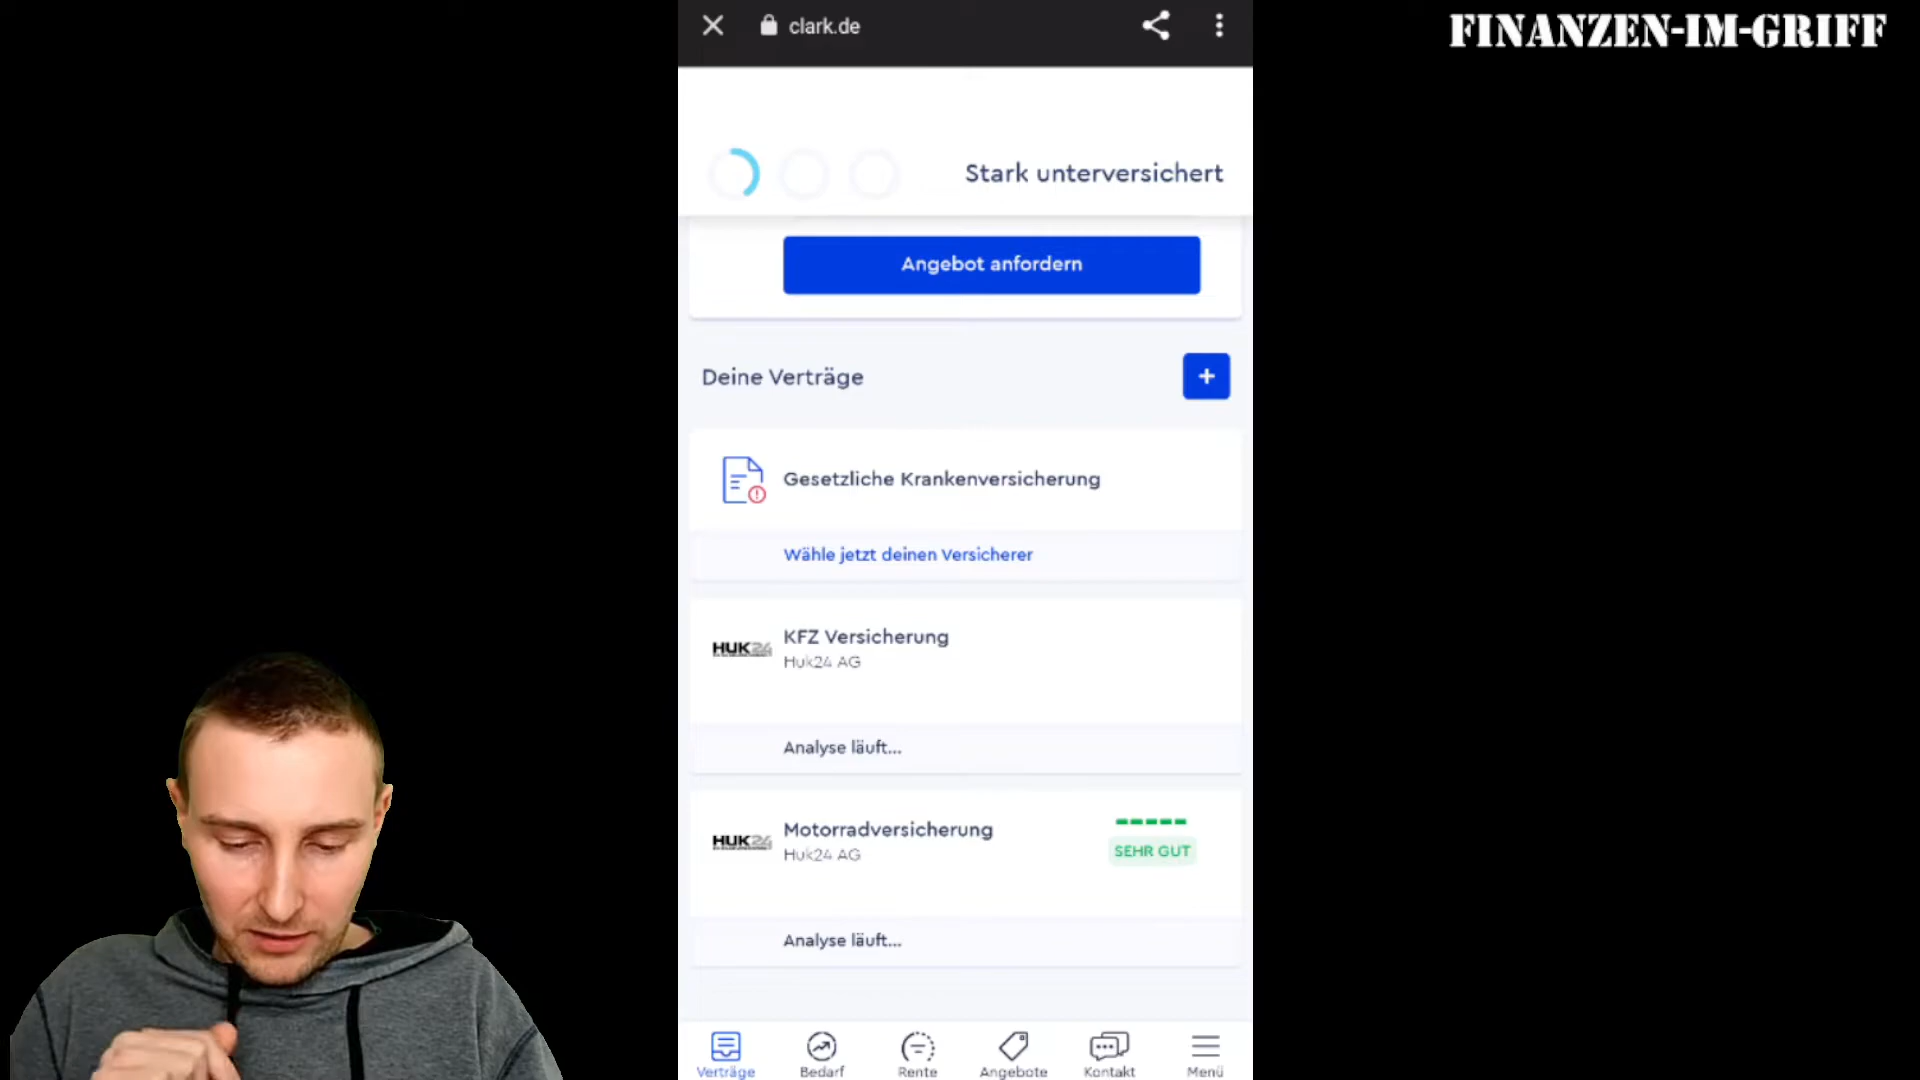 clark.de
FINANZEN-IM-GRIFF
Stark unterversichert
Angebot anfordern
Deine Verträge
+
Gesetzliche Krankenversicherung
Wähle jetzt deinen Versicherer
HUK24
KFZ Versicherung
Huk24 AG
Analyse läuft...
HUK24
Motorradversicherung
Huk24 AG
SEHR GUT
Analyse läuft...
Verträge
Bedarf
Rente
Angebote
Kontakt
Menü